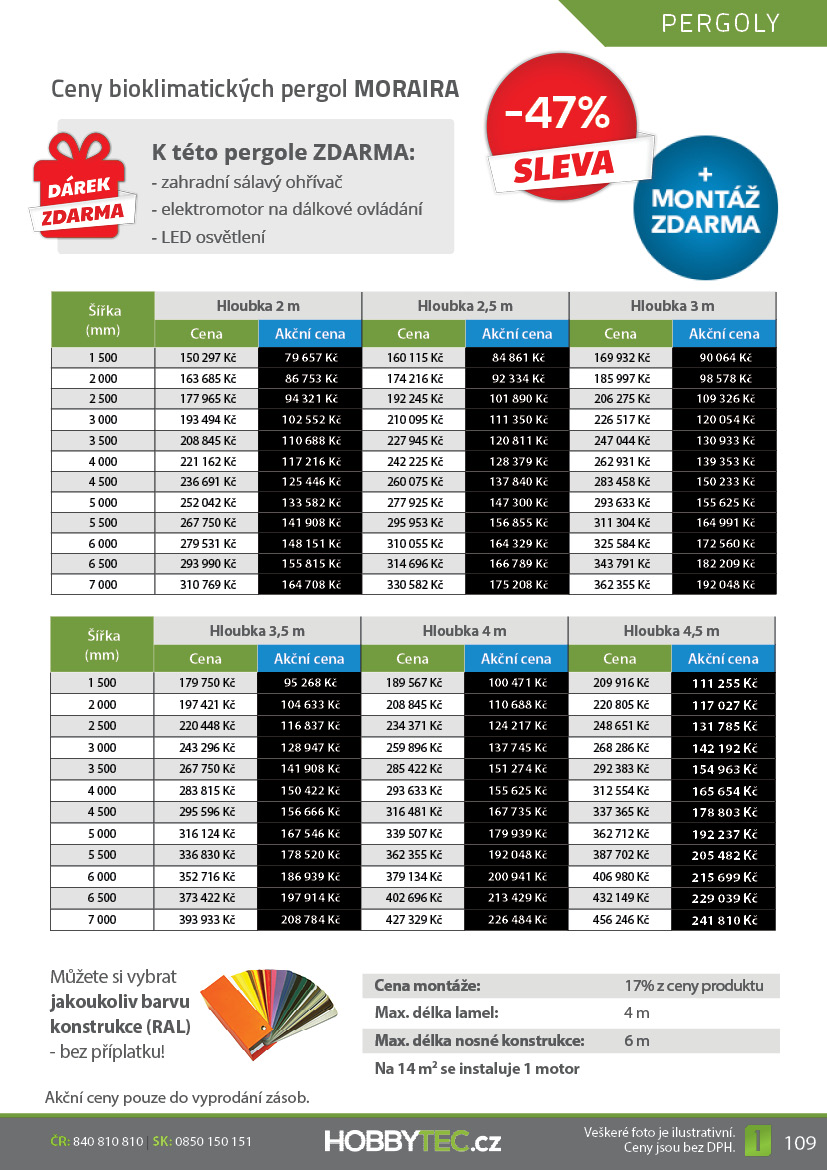 PERGOLY
Ceny bioklimatických pergol MORAIRA
-47%
SLEVA
+
MONTÁŽ
ZDARMA
DÁREK
ZDARMA
K této pergole ZDARMA:
- zahradní sálavý ohřívač
- elektromotor na dálkové ovládání
- LED osvětlení
Šířka (mm) Hloubka 2 m Hloubka 2,5 m Hloubka 3 m
Cena Akční cena Cena Akční cena Cena Akční cena
1 500 150 297 Kč 79 657 Kč 160 115 Kč 84 861 Kč 169 932 Kč 90 064 Kč
2 000 163 685 Kč 86 753 Kč 174 216 Kč 92 334 Kč 185 997 Kč 98 578 Kč
2 500 177 965 Kč 94 321 Kč 192 245 Kč 101 890 Kč 206 275 Kč 109 326 Kč
3 000 193 494 Kč 102 552 Kč 210 095 Kč 111 350 Kč 226 517 Kč 120 054 Kč
3 500 208 845 Kč 110 688 Kč 227 945 Kč 120 811 Kč 247 044 Kč 130 933 Kč
4 000 221 162 Kč 117 216 Kč 242 225 Kč 128 379 Kč 262 931 Kč 139 353 Kč
4 500 236 691 Kč 125 446 Kč 260 075 Kč 137 840 Kč 283 458 Kč 150 233 Kč
5 000 252 042 Kč 133 582 Kč 277 925 Kč 147 300 Kč 293 633 Kč 155 625 Kč
5 500 267 750 Kč 141 908 Kč 295 953 Kč 156 855 Kč 311 304 Kč 164 991 Kč
6 000 279 531 Kč 148 151 Kč 310 055 Kč 164 329 Kč 325 584 Kč 172 560 Kč
6 500 293 990 Kč 155 815 Kč 314 696 Kč 166 789 Kč 343 791 Kč 182 209 Kč
7 000 310 769 Kč 164 708 Kč 330 582 Kč 175 208 Kč 362 355 Kč 192 048 Kč
Šířka (mm) Hloubka 3,5 m Hloubka 4 m Hloubka 4,5 m
Cena Akční cena Cena Akční cena Cena Akční cena
1 500 179 750 Kč 95 268 Kč 189 567 Kč 100 471 Kč 209 916 Kč 111 255 Kč
2 000 197 421 Kč 104 633 Kč 208 845 Kč 110 688 Kč 220 805 Kč 117 027 Kč
2 500 220 448 Kč 116 837 Kč 234 371 Kč 124 217 Kč 248 651 Kč 131 785 Kč
3 000 243 296 Kč 128 947 Kč 259 896 Kč 137 745 Kč 268 286 Kč 142 192 Kč
3 500 267 750 Kč 141 908 Kč 285 422 Kč 151 274 Kč 292 383 Kč 154 963 Kč
4 000 283 815 Kč 150 422 Kč 293 633 Kč 155 625 Kč 312 554 Kč 165 654 Kč
4 500 295 596 Kč 156 666 Kč 316 481 Kč 167 735 Kč 337 365 Kč 178 803 Kč
5 000 316 124 Kč 167 546 Kč 339 507 Kč 179 939 Kč 362 712 Kč 192 237 Kč
5 500 336 830 Kč 178 520 Kč 362 355 Kč 192 048 Kč 387 702 Kč 205 482 Kč
6 000 352 716 Kč 186 939 Kč 379 134 Kč 200 941 Kč 406 980 Kč 215 699 Kč
6 500 373 422 Kč 197 914 Kč 402 696 Kč 213 429 Kč 432 149 Kč 229 039 Kč
7 000 393 933 Kč 208 784 Kč 427 329 Kč 226 484 Kč 456 246 Kč 241 810 Kč
Můžete si vybrat
jakoukoliv barvu
konstrukce (RAL)
- bez příplatku!
Cena montáže: 17% z ceny produktu
Max. délka lamel: 4 m
Max. délka nosné konstrukce: 6 m
Na 14 m² se instaluje 1 motor
Akční ceny pouze do vyprodání zásob.
ČR: 840 810 810 | SK: 0850 150 151
HOBBYTEC.cz
Veškeré foto je ilustrativní.
Ceny jsou bez DPH.
1
109